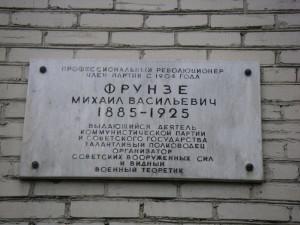 ПРОФЕССИОНАЛЬНЫЙ РЕВОЛЮЦИОНЕР
ЧЛЕН ПАРТИИ С 1904 ГОДА
ФРУНЗЕ
МИХАИЛ ВАСИЛЬЕВИЧ
1885-1925
ВЫДАЮЩИЙСЯ ДЕЯТЕЛЬ
КОММУНИСТИЧЕСКОЙ ПАРТИИ
И СОВЕТСКОГО ГОСУДАРСТВА
ТАЛАНТЛИВЫЙ ПОЛКОВОДЕЦ
ОРГАНИЗАТОР
СОВЕТСКИХ ВООРУЖЕННЫХ СИЛ
И ВИДНЫЙ
ВОЕННЫЙ ТЕОРЕТИК